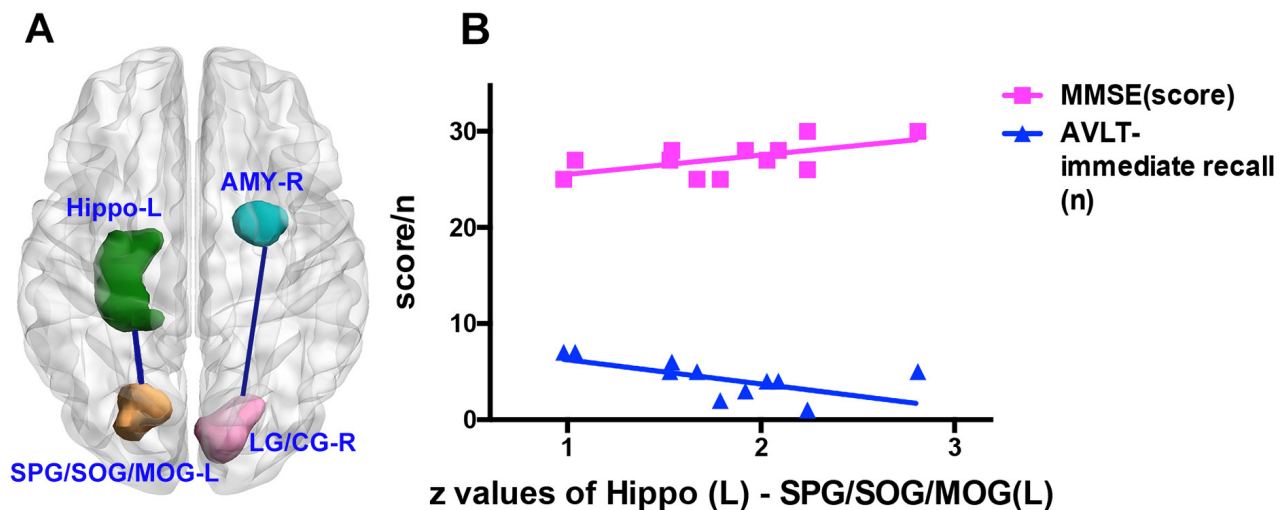 A
AMY-R
Hippo-L
LG/CG-R
SPG/SOG/MOG-L
B
30
20
10
0
score/n
1
2
3
z values of Hippo (L) - SPG/SOG/MOG(L)
MMSE(score)
AVLT-
immediate recall
(n)